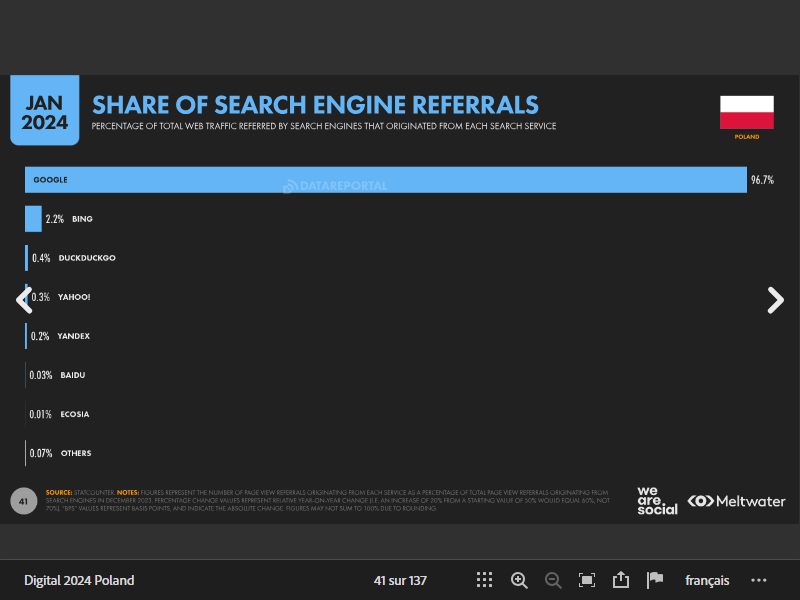 JAN
2024
SHARE OF SEARCH ENGINE REFERRALS
PERCENTAGE OF TOTAL WEB TRAFFIC REFERRED BY SEARCH ENGINES THAT ORIGINATED FROM EACH SEARCH SERVICE
POLAND
GOOGLE 96.7%
DATAREPORTAL
2.2% BING
0.4% DUCKDUCKGO
0.3% YAHOO!
0.2% YANDEX
0.03% BAIDU
0.01% ECOSIA
0.07% OTHERS
41
SOURCE: STATCOUNTER. NOTES: FIGURES REPRESENT THE NUMBER OF PAGE VIEW REFERRALS ORIGINATING FROM EACH SERVICE AS A PERCENTAGE OF TOTAL PAGE VIEW REFERRALS ORIGINATING FROM
SEARCH ENGINES IN DECEMBER 2023. PERCENTAGE CHANGE VALUES REPRESENT RELATIVE YEAR-ON-YEAR CHANGE (I.E. AN INCREASE OF 20% FROM A STARTING VALUE OF 50% WOULD EQUAL 60%, NOT
70%). "BPS" VALUES REPRESENT BASIS POINTS, AND INDICATE THE ABSOLUTE CHANGE. FIGURES MAY NOT SUM TO 100% DUE TO ROUNDING.
we
are.
social
Meltwater
Digital 2024 Poland
41 sur 137
français